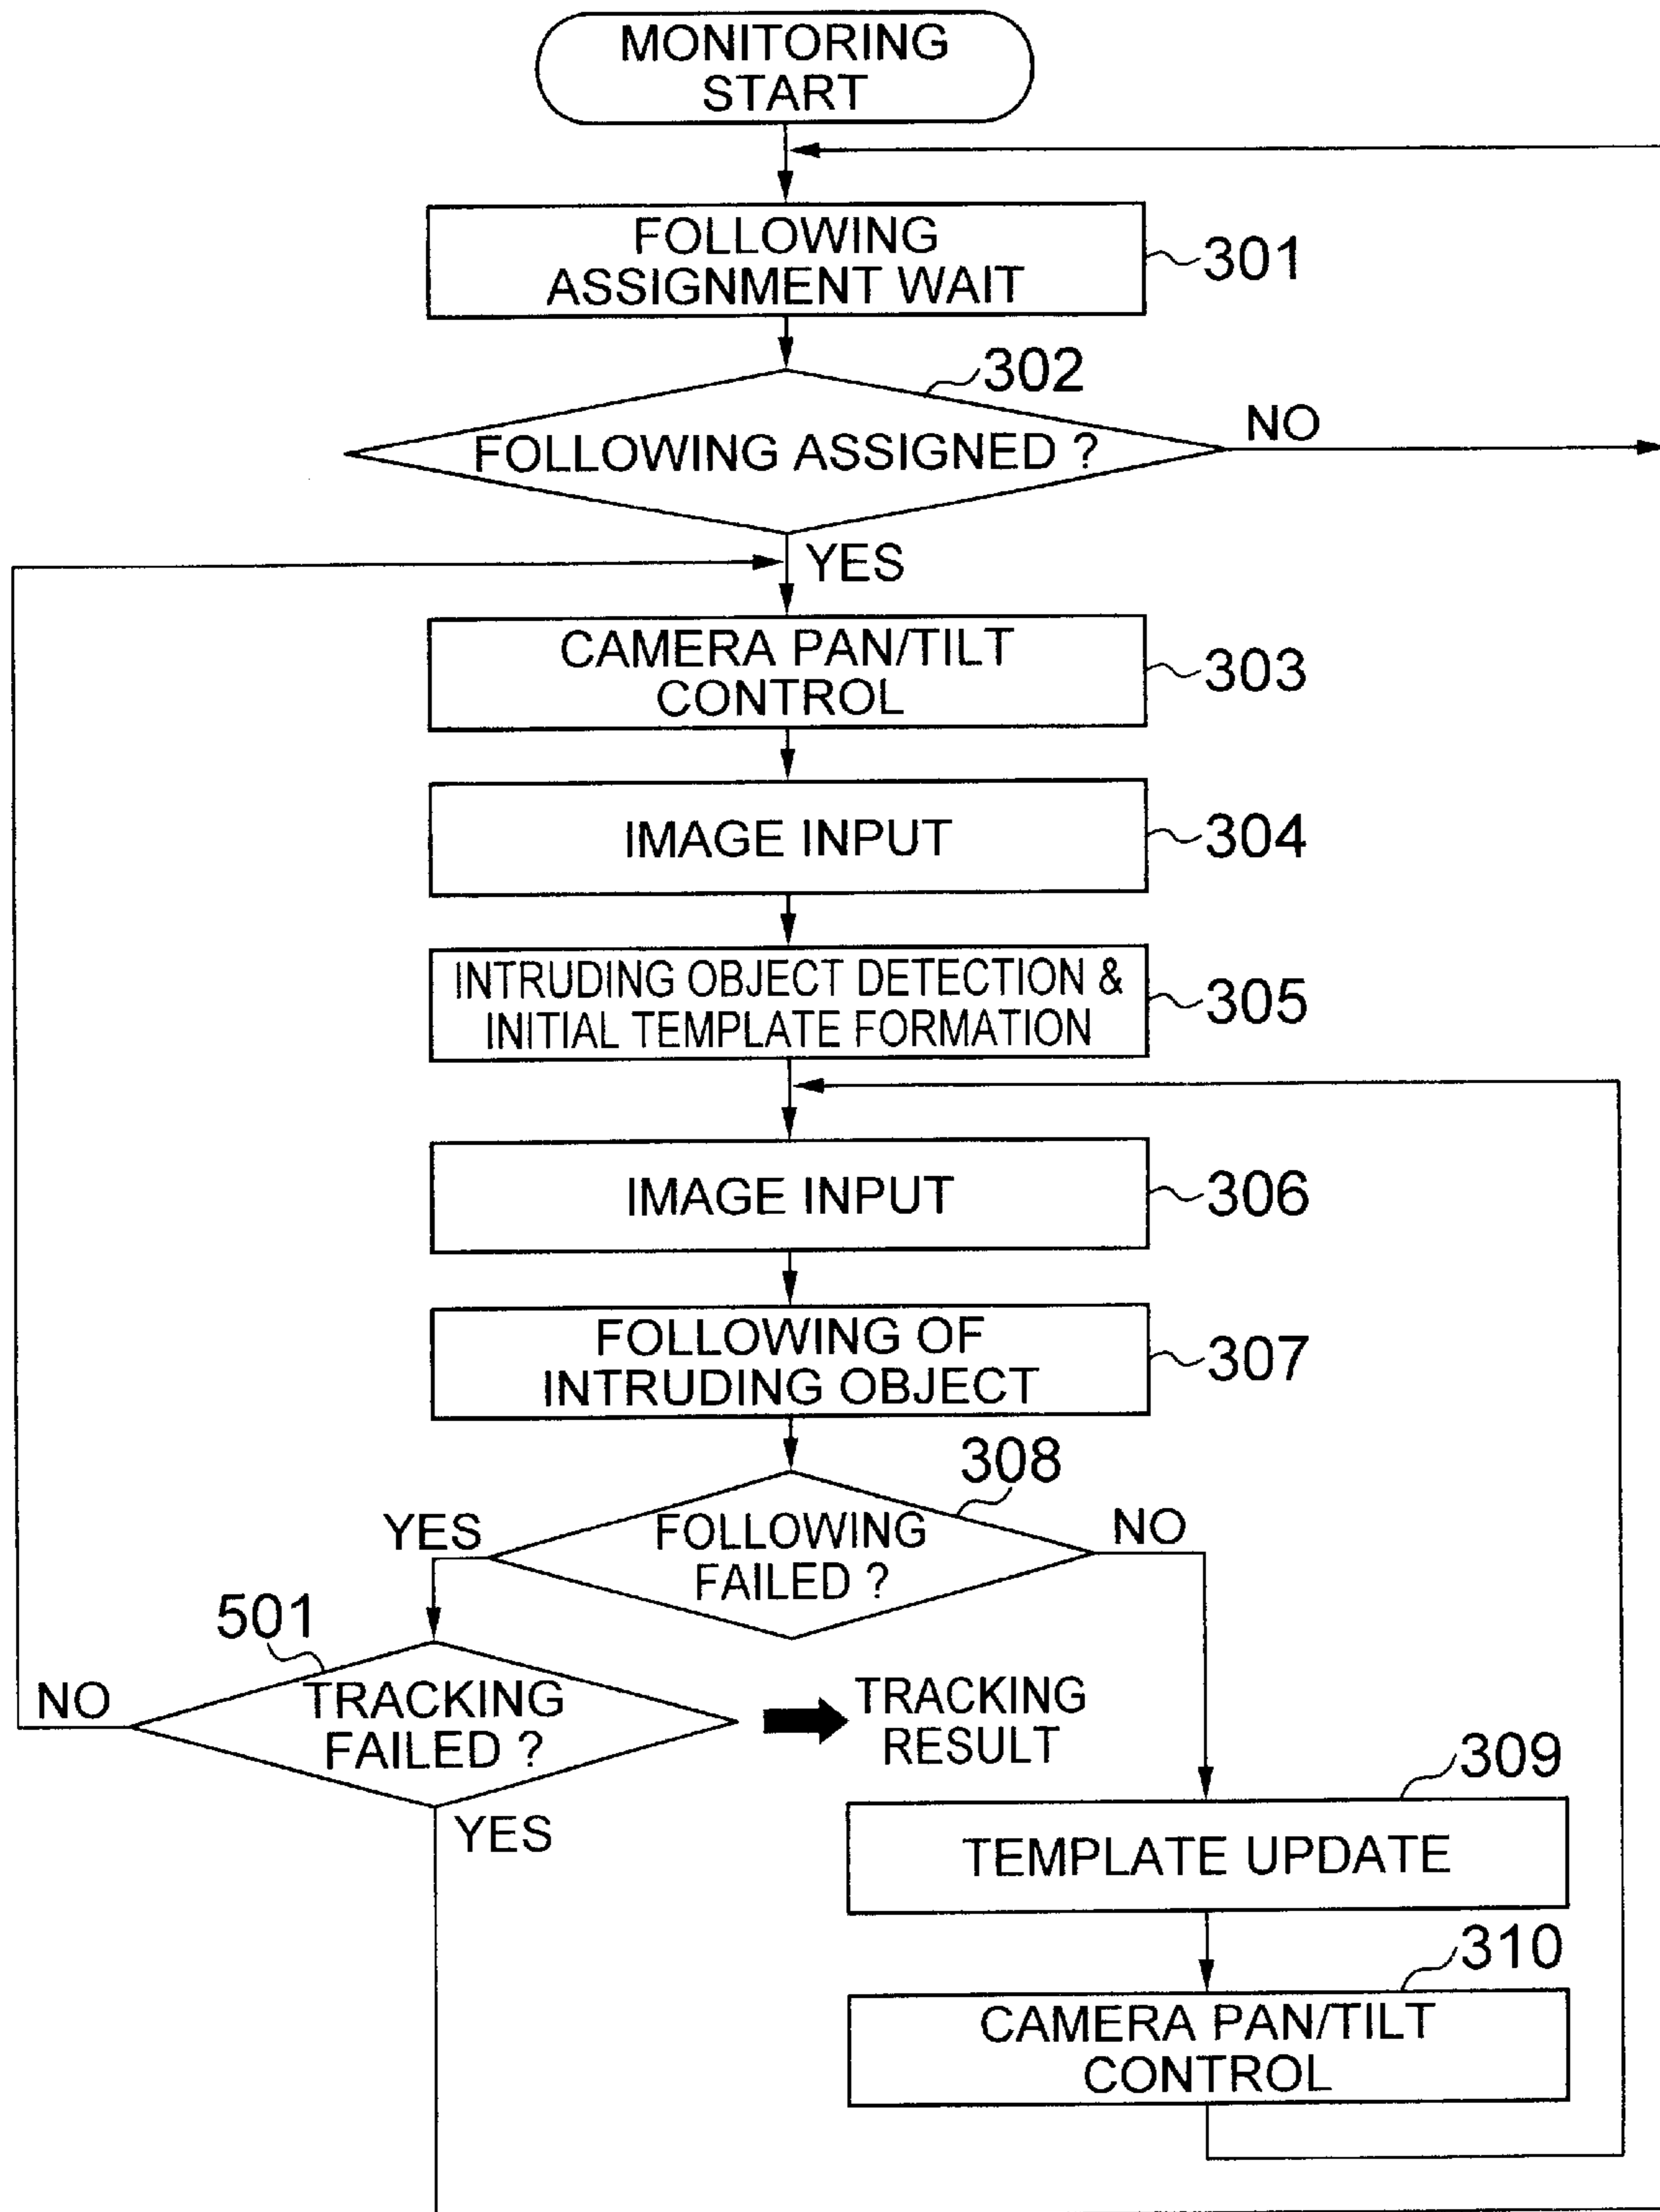 MONITORING
START
FOLLOWING
ASSIGNMENT WAIT
301
302
FOLLOWING ASSIGNED ?
NO
YES
CAMERA PAN/TILT
CONTROL
303
IMAGE INPUT
304
INTRUDING OBJECT DETECTION &
INITIAL TEMPLATE FORMATION
305
IMAGE INPUT
306
FOLLOWING OF
INTRUDING OBJECT
307
308
YES
FOLLOWING
FAILED ?
NO
501
NO
TRACKING
FAILED ?
TRACKING
RESULT
YES
309
TEMPLATE UPDATE
310
CAMERA PAN/TILT
CONTROL